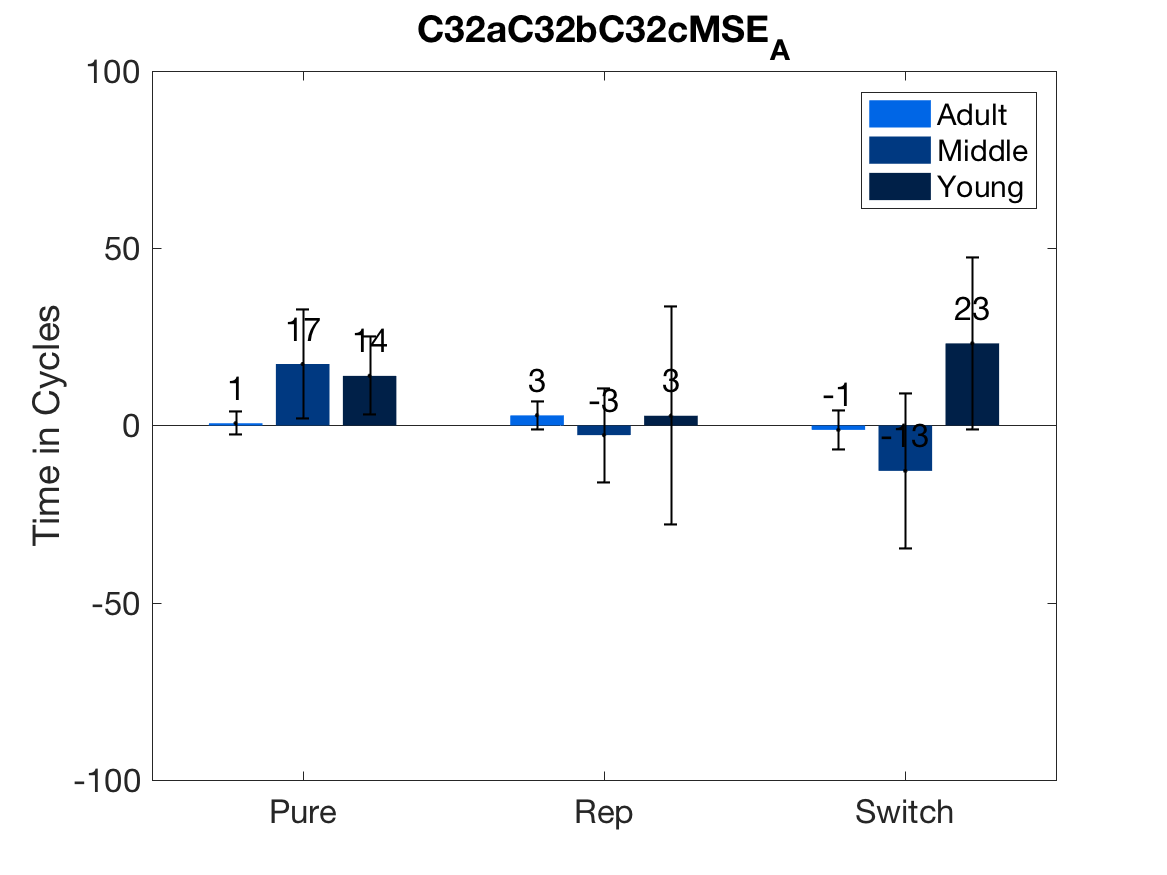 C32aC32bC32cMSE_A
100
50
0
-50
-100
Time in Cycles
Adult
Middle
Young
1
17
14
3
-3
3
-1
-13
23
Pure
Rep
Switch